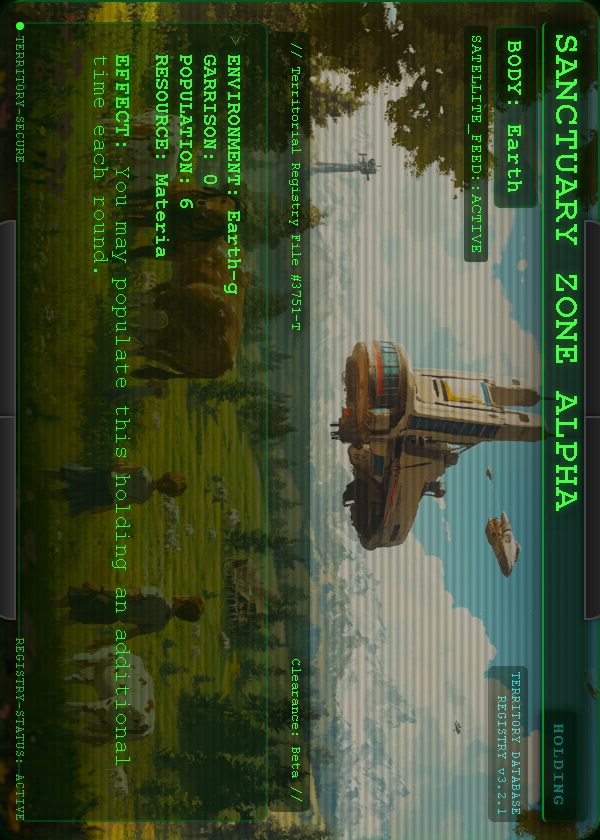 SANCTUARY ZONE ALPHA
HOLDING
BODY: Earth
TERRITORY DATABASE
REGISTRY v3.2.1
SATELLITE_FEED::ACTIVE
// Territorial Registry File #3751-T
Clearance: Beta //
>
ENVIRONMENT: Earth-g
GARRISON: 0
POPULATION: 6
RESOURCE: Materia
EFFECT: You may populate this holding an additional
time each round.
TERRITORY-SECURE
REGISTRY-STATUS: ACTIVE